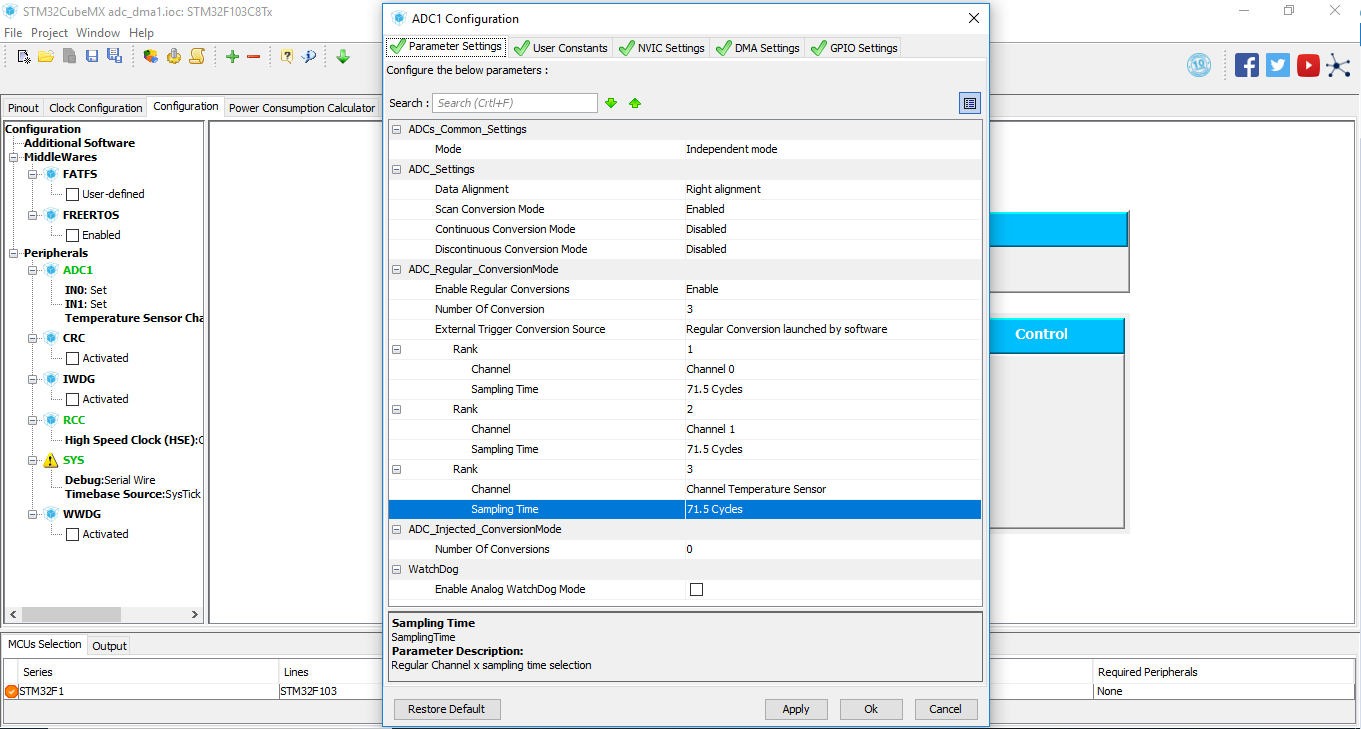 STM32CubeMX adc_dma1.ioc: STM32F103C8Tx
File Project Window Help
Pinout Clock Configuration Configuration Power Consumption Calculator
Configuration
Additional Software
MiddleWares
FATFS
User-defined
FREERTOS
Enabled
Peripherals
ADC1
IN0: Set
IN1: Set
Temperature Sensor Cha
CRC
Activated
IWDG
Activated
RCC
High Speed Clock (HSE):C
SYS
Debug:Serial Wire
Timebase Source:SysTick
WWDG
Activated
ADC1 Configuration
Parameter Settings User Constants NVIC Settings DMA Settings GPIO Settings
Configure the below parameters :
Search : Search (Crtl+F)
ADCs_Common_Settings
Mode Independent mode
ADC_Settings
Data Alignment Right alignment
Scan Conversion Mode Enabled
Continuous Conversion Mode Disabled
Discontinuous Conversion Mode Disabled
ADC_Regular_ConversionMode
Enable Regular Conversions Enable
Number Of Conversion 3
External Trigger Conversion Source Regular Conversion launched by software
Rank 1
Channel Channel 0
Sampling Time 71.5 Cycles
Rank 2
Channel Channel 1
Sampling Time 71.5 Cycles
Rank 3
Channel Channel Temperature Sensor
Sampling Time 71.5 Cycles
ADC_Injected_ConversionMode
Number Of Conversions 0
WatchDog
Enable Analog WatchDog Mode
Sampling Time
SamplingTime
Parameter Description:
Regular Channel x sampling time selection
Restore Default Apply Ok Cancel
10
Control
MCUs Selection Output
Series Lines Required Peripherals
STM32F1 STM32F103 None